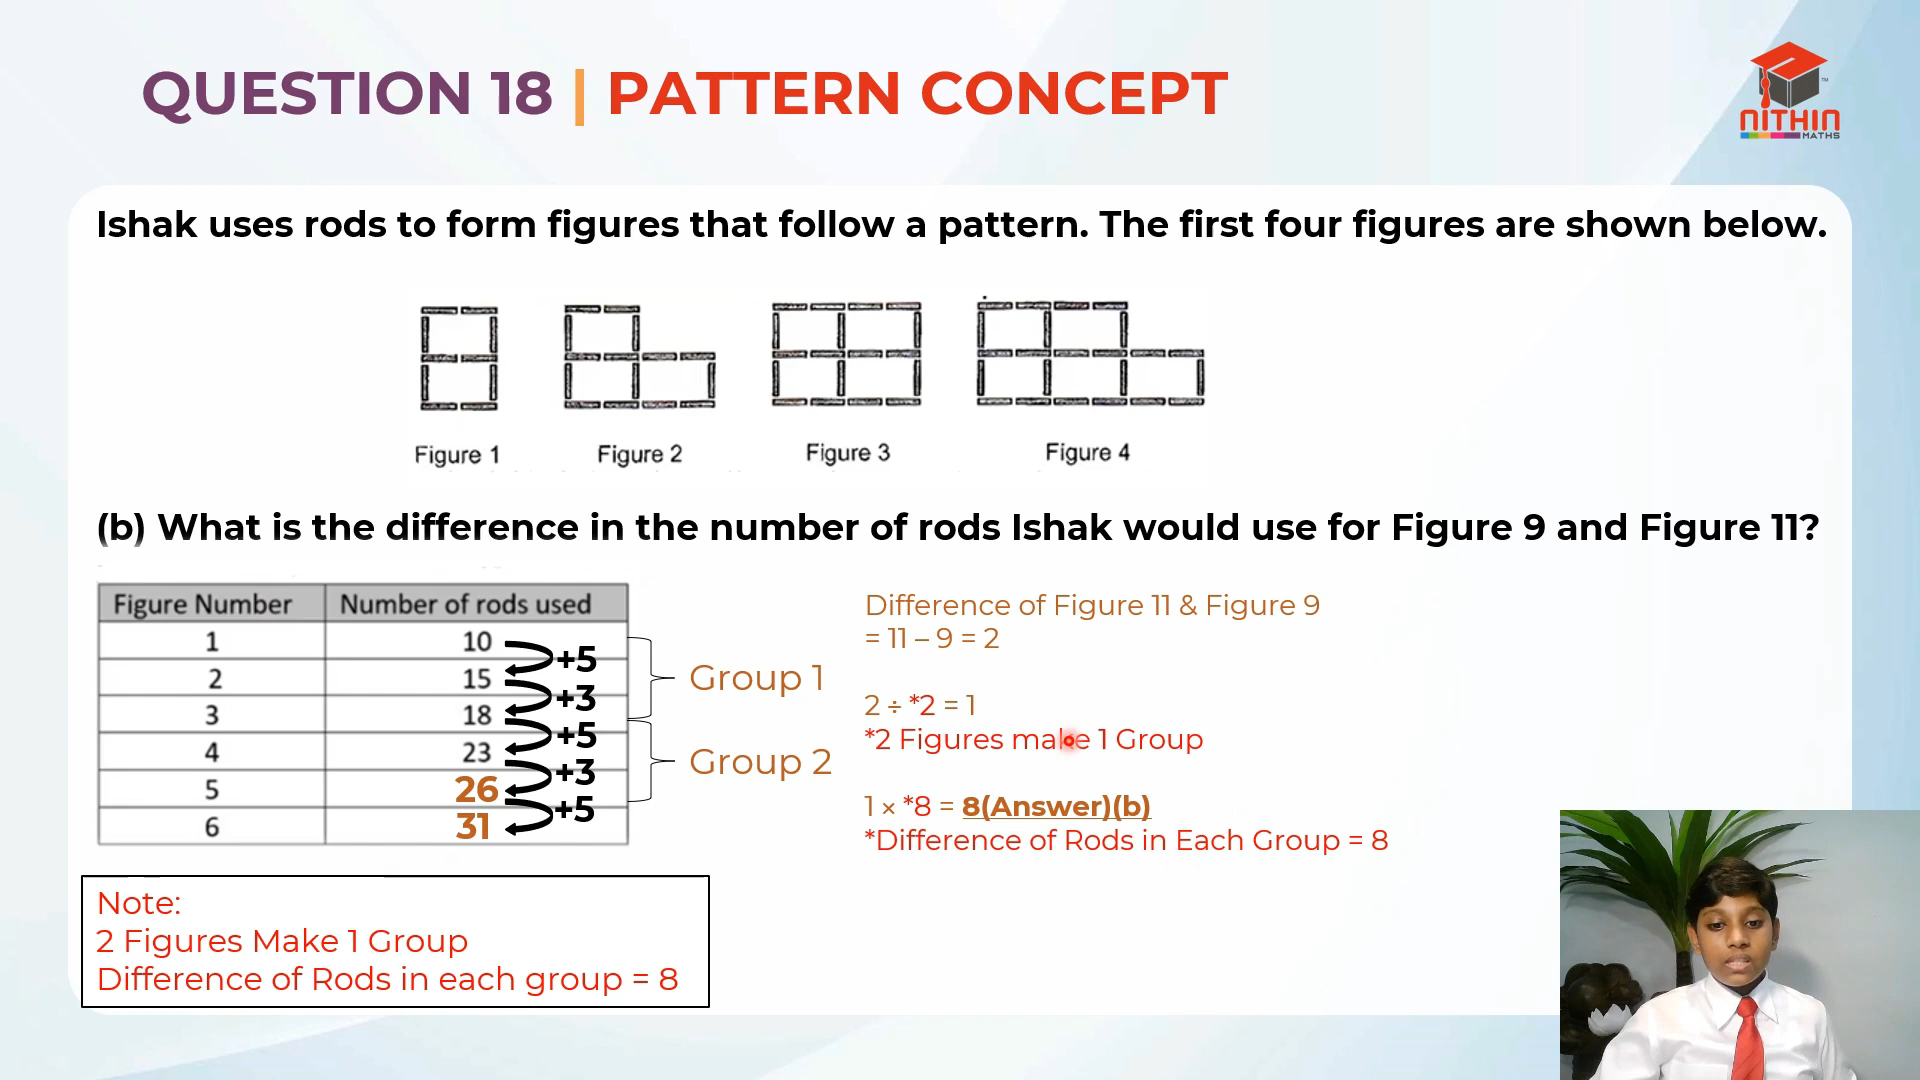 QUESTION 18 | PATTERN CONCEPT
NITHIN
MATHS
TM
Ishak uses rods to form figures that follow a pattern. The first four figures are shown below.
Figure 1
Figure 2
Figure 3
Figure 4
(b) What is the difference in the number of rods Ishak would use for Figure 9 and Figure 11?
Figure Number Number of rods used
1 10
+5
2 15
+3
3 18
+5
4 23
+3
5 26
+5
6 31
Group 1
Group 2
Difference of Figure 11 & Figure 9
= 11 – 9 = 2
2 ÷ *2 = 1
*2 Figures make 1 Group
1 × *8 = 8(Answer)(b)
*Difference of Rods in Each Group = 8
Note:
2 Figures Make 1 Group
Difference of Rods in each group = 8